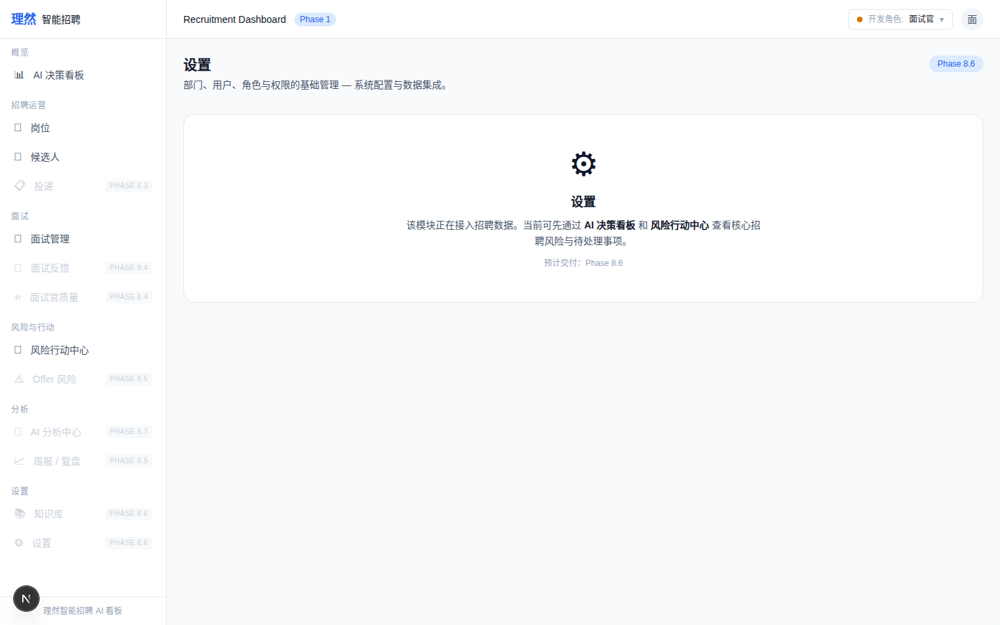 理然 智能招聘
Recruitment Dashboard Phase 1
开发角色: 面试官
面
概览
AI 决策看板
招聘运营
岗位
候选人
投递 PHASE 8.3
面试
面试管理
面试反馈 PHASE 8.4
面试官质量 PHASE 8.4
风险与行动
风险行动中心
Offer 风险 PHASE 8.5
分析
AI 分析中心 PHASE 8.7
周报 / 复盘 PHASE 8.5
设置
知识库 PHASE 8.6
设置 PHASE 8.6
理然智能招聘 AI 看板
设置
Phase 8.6
部门、用户、角色与权限的基础管理 — 系统配置与数据集成。
设置
该模块正在接入招聘数据。当前可先通过 AI 决策看板 和 风险行动中心 查看核心招
聘风险与待处理事项。
预计交付：Phase 8.6